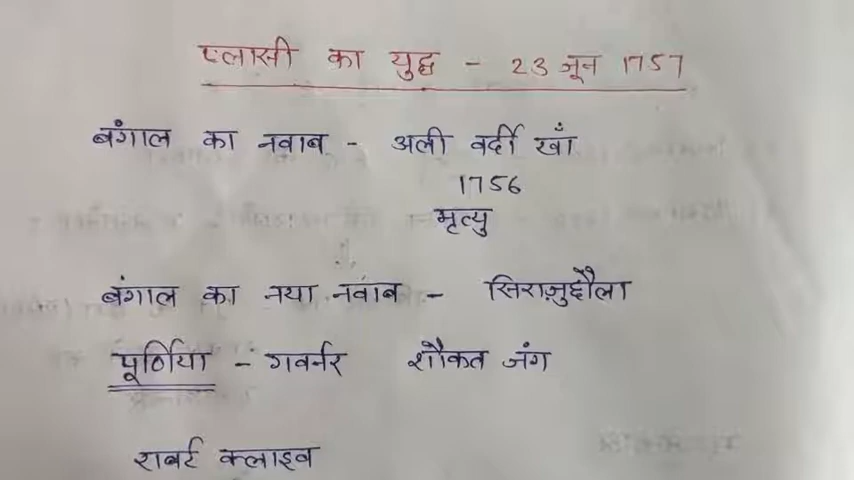 प्लासी का युद्ध - 23 जून 1757
बंगाल का नवाब - अली वर्दी खाँ
1756
मृत्यु
बंगाल का नया नवाब - सिराजुद्दौला
पूर्णिया - गवर्नर शौकत जंग
राबर्ट क्लाइव